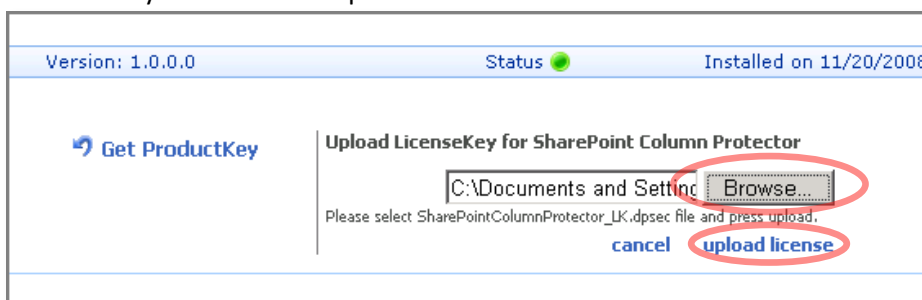 Version: 1.0.0.0 Status Installed on 11/20/2008
Get ProductKey
Upload LicenseKey for SharePoint Column Protector
C:\Documents and Setting Browse...
Please select SharePointColumnProtector_LK.dpsec file and press upload.
cancel upload license